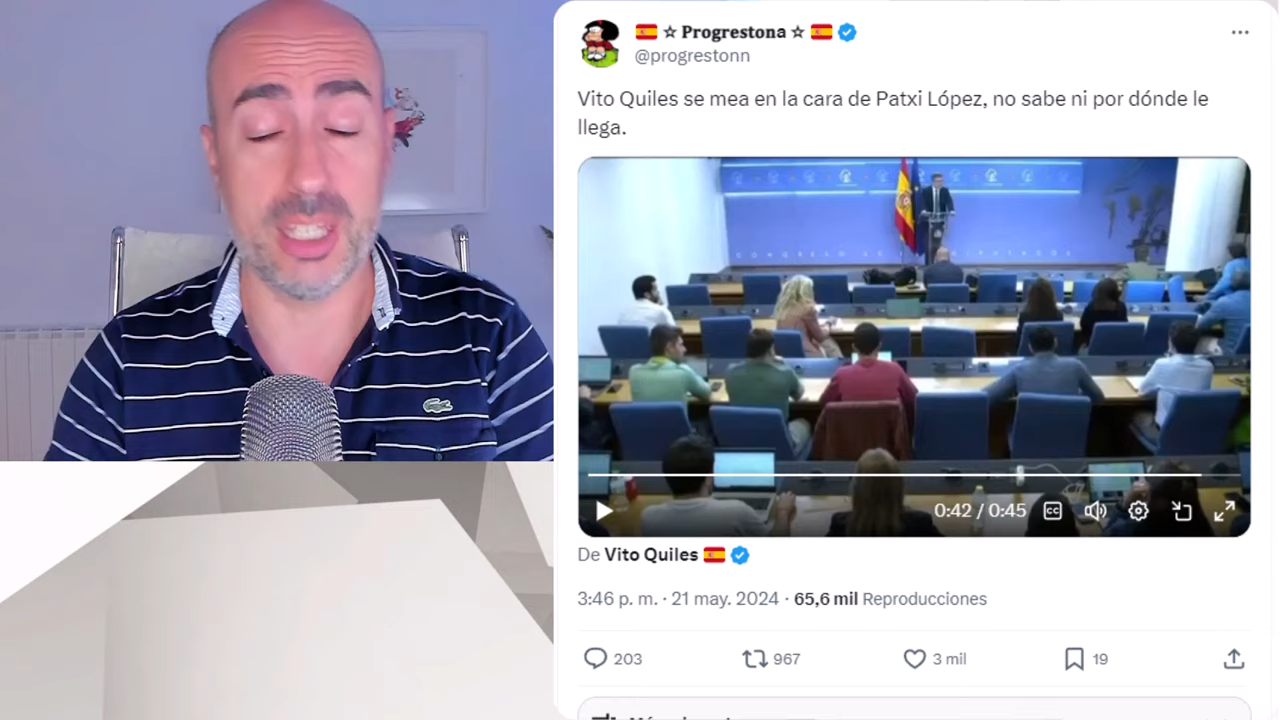 🇪🇸 ☆ Progrestona ☆ 🇪🇸
@progrestonn
Vito Quiles se mea en la cara de Patxi López, no sabe ni por dónde le
llega.
0:42 / 0:45
CC
De Vito Quiles 🇪🇸
3:46 p. m. · 21 may. 2024 · 65,6 mil Reproducciones
203 967 3 mil 19